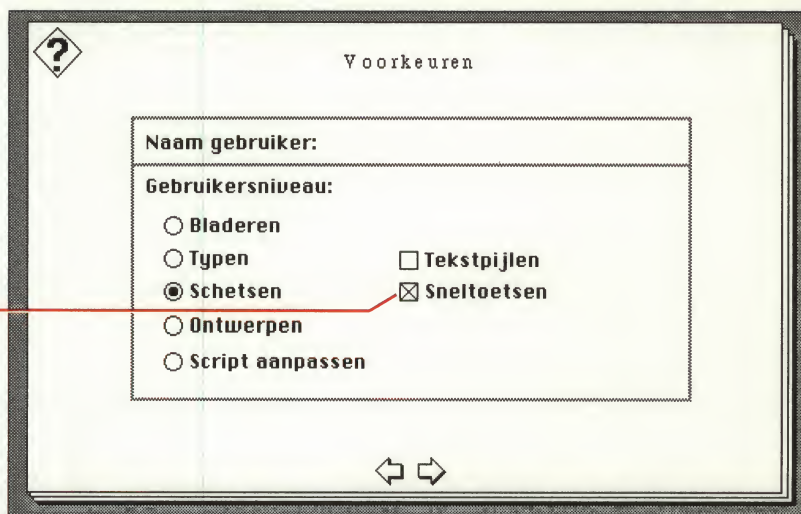 ?
Voorkeuren
Naam gebruiker:
Gebruikersniveau:
Bladeren
Typen
Tekstpijlen
Schetsen
Sneltoetsen
Ontwerpen
Script aanpassen